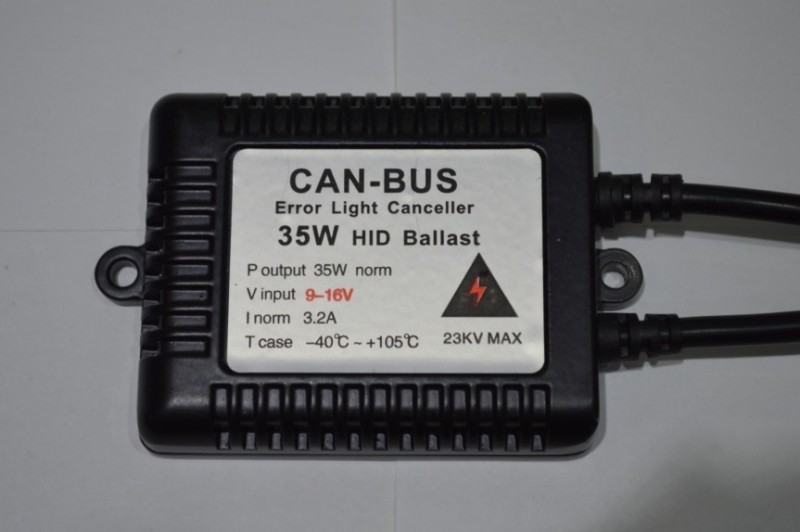 CAN-BUS
Error Light Canceller
35W HID Ballast
P output 35W norm
V input 9–16V
I norm 3.2A
T case –40℃ ~ +105℃
23KV MAX